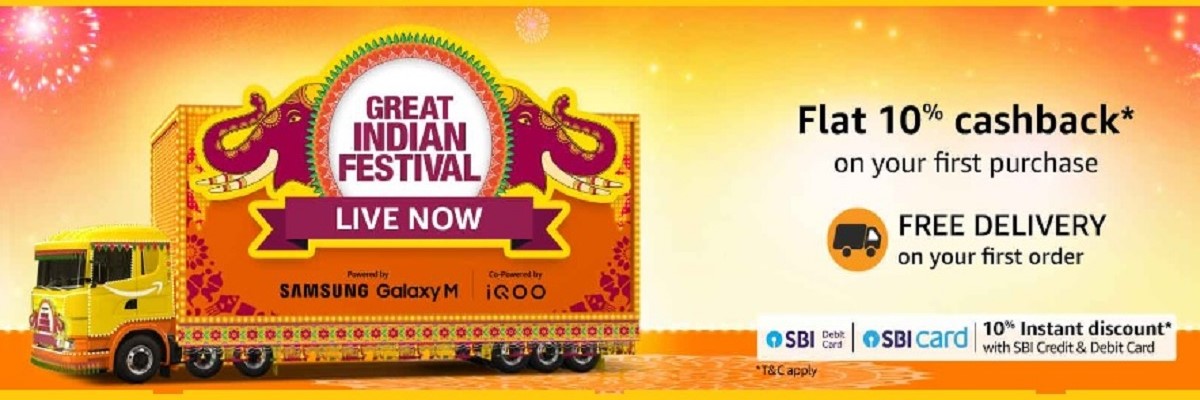 GREAT
INDIAN
FESTIVAL
LIVE NOW
Powered by
SAMSUNG Galaxy M
Co-Powered by
iQOO
Flat 10% cashback*
on your first purchase
FREE DELIVERY
on your first order
SBI Debit Card
SBI card
10% Instant discount*
with SBI Credit & Debit Card
*T&C apply